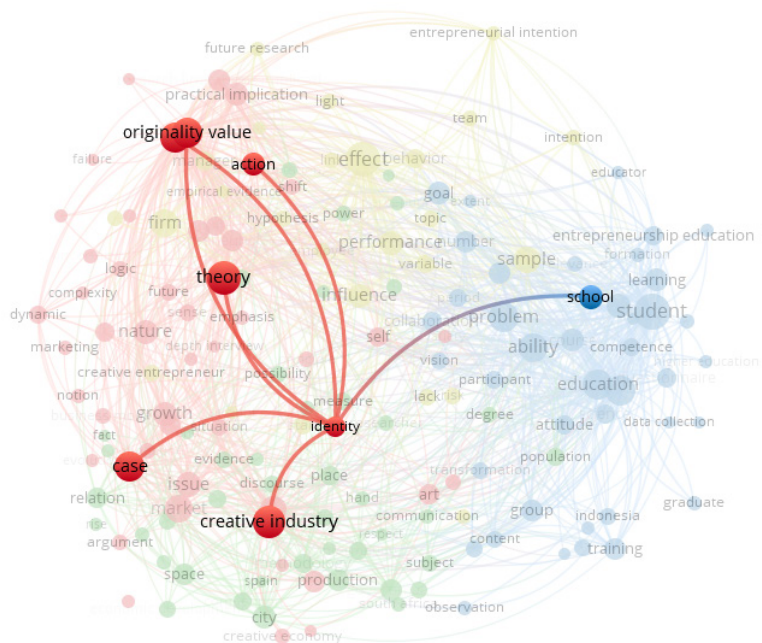 entrepreneurial intention
future research
practical implication
light
originality value
team
intention
failure
action
effect
behavior
educator
shift
empirical evidence
goal
extent
firm
hypothesis
power
topic
entrepreneurship education
performance
number
formation
logic
variable
sample
theory
learning
complexity
future
influence
period
school
student
dynamic
sense
emphasis
collaboration
problem
nature
self
marketing
depth interview
ability
competence
creative entrepreneur
possibility
vision
participant
education
notion
measure
lack
risk
growth
degree
fact
situation
identity
attitude
data collection
case
evidence
population
issue
discourse
place
transformation
relation
hand
art
market
graduate
creative industry
communication
group
indonesia
argument
respect
content
training
space
spain
production
subject
city
observation
creative economy